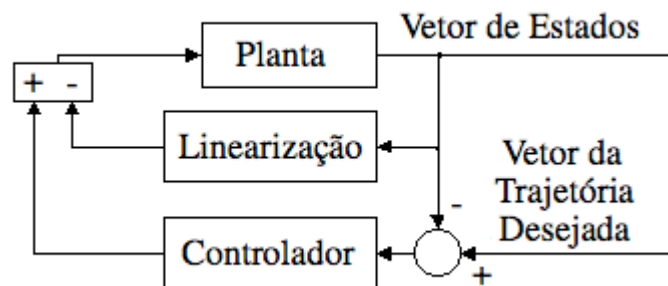 Vetor de Estados
Planta
+ -
Linearização
Vetor da
Trajetória
Desejada
-
Controlador
+